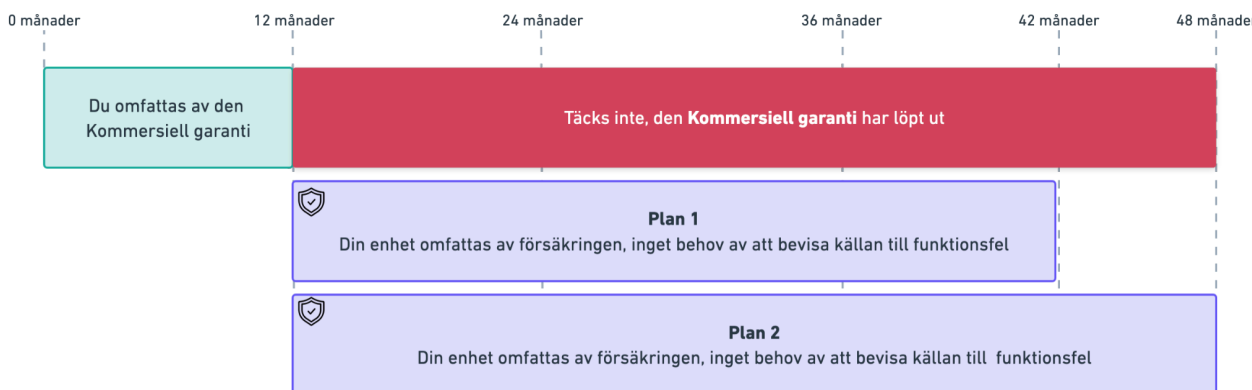 0 månader
12 månader
24 månader
36 månader
42 månader
48 månader
Du omfattas av den
Kommersiell garanti
Täcks inte, den Kommersiell garanti har löpt ut
Plan 1
Din enhet omfattas av försäkringen, inget behov av att bevisa källan till funktionsfel
Plan 2
Din enhet omfattas av försäkringen, inget behov av att bevisa källan till funktionsfel